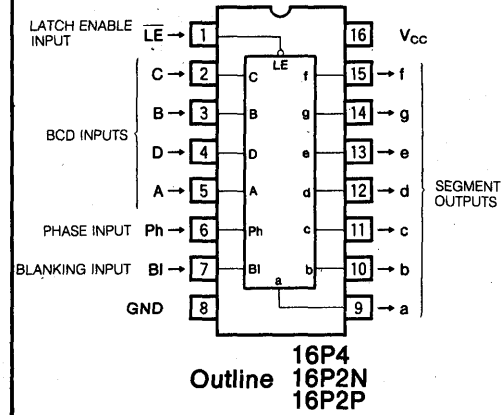 LATCH ENABLE
INPUT
LE → 1
16 Vcc
LE
C → 2 C
f 15 → f
B → 3 B
g 14 → g
BCD INPUTS
D → 4 D
e 13 → e
A → 5 A
d 12 → d
SEGMENT
OUTPUTS
PHASE INPUT Ph → 6 Ph
c 11 → c
BLANKING INPUT BI → 7 BI
b 10 → b
a
GND 8
9 → a
Outline 16P4
16P2N
16P2P